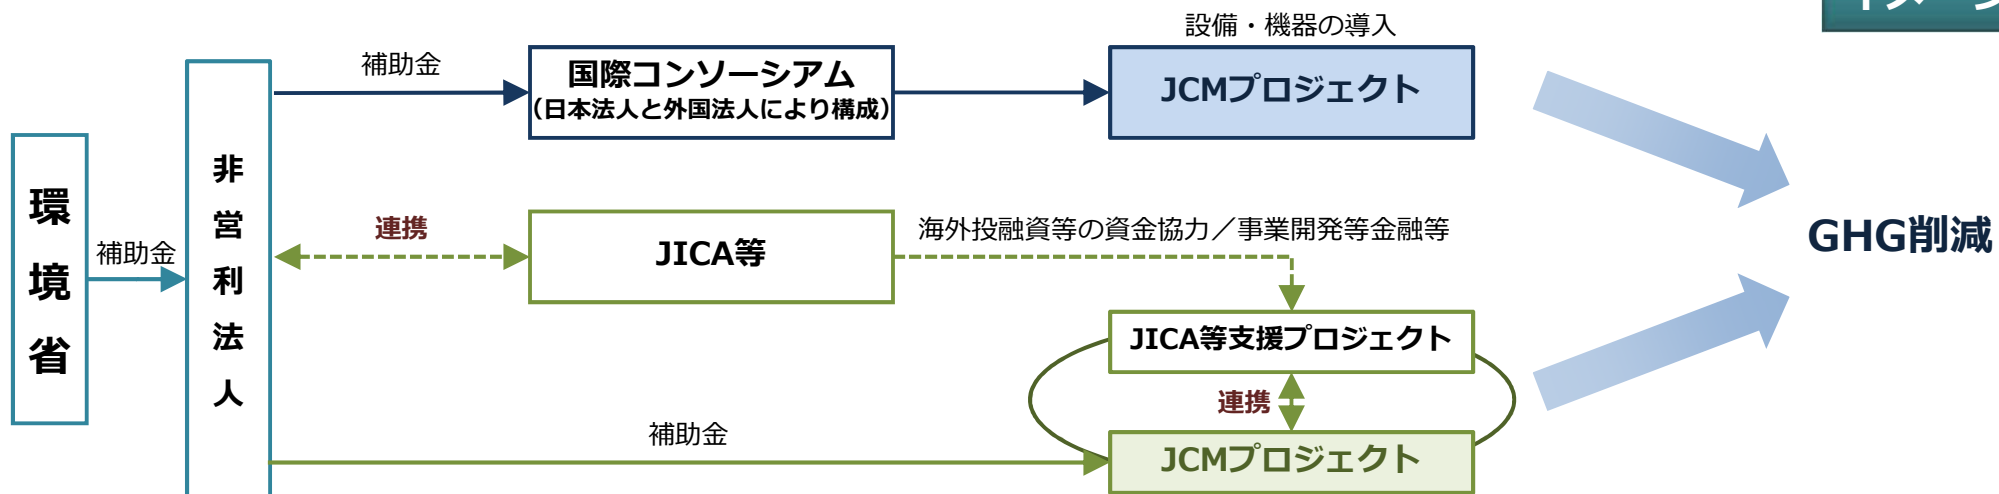 イメージ
設備・機器の導入
補助金
国際コンソーシアム
（日本法人と外国法人により構成）
JCMプロジェクト
環境省
補助金
非営利法人
連携
JICA等
海外投融資等の資金協力／事業開発等金融等
GHG削減
JICA等支援プロジェクト
連携
補助金
JCMプロジェクト